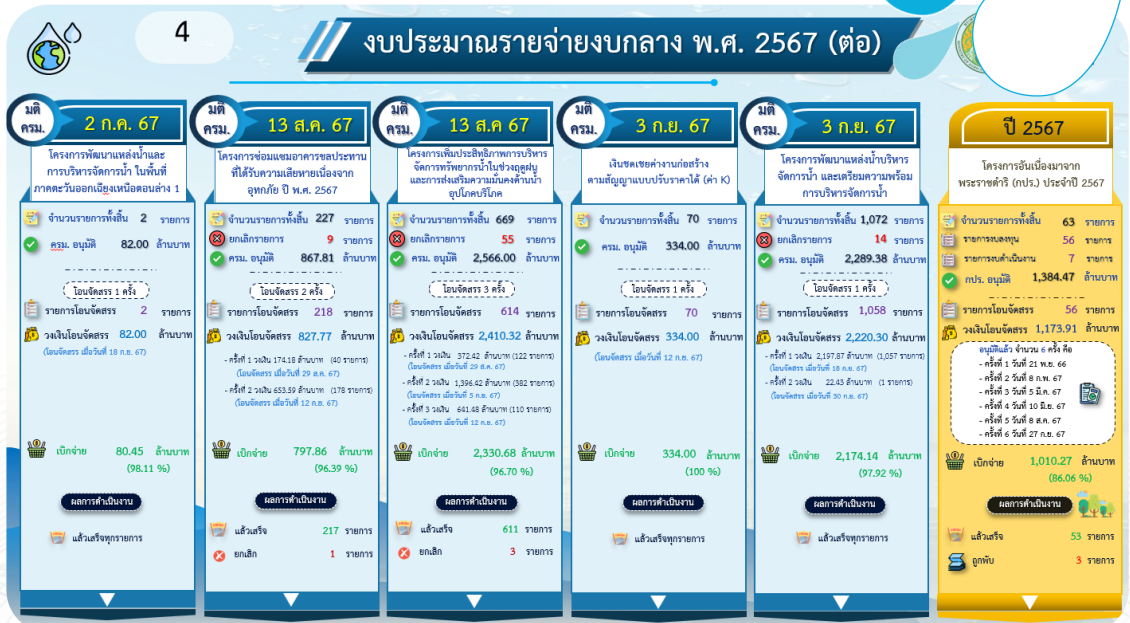 4
งบประมาณรายจ่ายงบกลาง พ.ศ. 2567 (ต่อ)
มติ
ครม.
2 ก.ค. 67
โครงการพัฒนาแหล่งน้ำและ
การบริหารจัดการน้ำ ในพื้นที่
ภาคตะวันออกเฉียงเหนือตอนล่าง 1
จำนวนรายการทั้งสิ้น 2 รายการ
ครม. อนุมัติ 82.00 ล้านบาท
โอนจัดสรร 1 ครั้ง
รายการโอนจัดสรร 2 รายการ
วงเงินโอนจัดสรร 82.00 ล้านบาท
(โอนจัดสรร เมื่อวันที่ 18 ก.ย. 67)
เบิกจ่าย 80.45 ล้านบาท
(98.11 %)
ผลการดำเนินงาน
แล้วเสร็จทุกรายการ
มติ
ครม.
13 ส.ค. 67
โครงการซ่อมแซมอาคารชลประทาน
ที่ได้รับความเสียหายเนื่องจาก
อุทกภัย ปี พ.ศ. 2567
จำนวนรายการทั้งสิ้น 227 รายการ
ยกเลิกรายการ 9 รายการ
ครม. อนุมัติ 867.81 ล้านบาท
โอนจัดสรร 2 ครั้ง
รายการโอนจัดสรร 218 รายการ
วงเงินโอนจัดสรร 827.77 ล้านบาท
- ครั้งที่ 1 วงเงิน 174.18 ล้านบาท (40 รายการ)
(โอนจัดสรร เมื่อวันที่ 29 ส.ค. 67)
- ครั้งที่ 2 วงเงิน 653.59 ล้านบาท (178 รายการ)
(โอนจัดสรร เมื่อวันที่ 12 ก.ย. 67)
เบิกจ่าย 797.86 ล้านบาท
(96.39 %)
ผลการดำเนินงาน
แล้วเสร็จ 217 รายการ
ยกเลิก 1 รายการ
มติ
ครม.
13 ส.ค 67
โครงการเพิ่มประสิทธิภาพการบริหาร
จัดการทรัพยากรน้ำในช่วงฤดูฝน
และการส่งเสริมความมั่นคงด้านน้ำ
อุปโภคบริโภค
จำนวนรายการทั้งสิ้น 669 รายการ
ยกเลิกรายการ 55 รายการ
ครม. อนุมัติ 2,566.00 ล้านบาท
โอนจัดสรร 3 ครั้ง
รายการโอนจัดสรร 614 รายการ
วงเงินโอนจัดสรร 2,410.32 ล้านบาท
- ครั้งที่ 1 วงเงิน 372.42 ล้านบาท (122 รายการ)
(โอนจัดสรร เมื่อวันที่ 29 ส.ค. 67)
- ครั้งที่ 2 วงเงิน 1,396.42 ล้านบาท (382 รายการ)
(โอนจัดสรร เมื่อวันที่ 5 ก.ย. 67)
- ครั้งที่ 3 วงเงิน 641.48 ล้านบาท (110 รายการ)
(โอนจัดสรร เมื่อวันที่ 12 ก.ย. 67)
เบิกจ่าย 2,330.68 ล้านบาท
(96.70 %)
ผลการดำเนินงาน
แล้วเสร็จ 611 รายการ
ยกเลิก 3 รายการ
มติ
ครม.
3 ก.ย. 67
เงินชดเชยค่างานก่อสร้าง
ตามสัญญาแบบปรับราคาได้ (ค่า K)
จำนวนรายการทั้งสิ้น 70 รายการ
ครม. อนุมัติ 334.00 ล้านบาท
โอนจัดสรร 1 ครั้ง
รายการโอนจัดสรร 70 รายการ
วงเงินโอนจัดสรร 334.00 ล้านบาท
(โอนจัดสรร เมื่อวันที่ 12 ก.ย. 67)
เบิกจ่าย 334.00 ล้านบาท
(100 %)
ผลการดำเนินงาน
แล้วเสร็จทุกรายการ
มติ
ครม.
3 ก.ย. 67
โครงการพัฒนาแหล่งน้ำบริหาร
จัดการน้ำ และเตรียมความพร้อม
การบริหารจัดการน้ำ
จำนวนรายการทั้งสิ้น 1,072 รายการ
ยกเลิกรายการ 14 รายการ
ครม. อนุมัติ 2,289.38 ล้านบาท
โอนจัดสรร 1 ครั้ง
รายการโอนจัดสรร 1,058 รายการ
วงเงินโอนจัดสรร 2,220.30 ล้านบาท
- ครั้งที่ 1 วงเงิน 2,197.87 ล้านบาท (1,057 รายการ)
(โอนจัดสรร เมื่อวันที่ 18 ก.ย. 67)
- ครั้งที่ 2 วงเงิน 22.43 ล้านบาท (1 รายการ)
(โอนจัดสรร เมื่อวันที่ 30 ก.ย. 67)
เบิกจ่าย 2,174.14 ล้านบาท
(97.92 %)
ผลการดำเนินงาน
แล้วเสร็จทุกรายการ
ปี 2567
โครงการอันเนื่องมาจาก
พระราชดำริ (กปร.) ประจำปี 2567
จำนวนรายการทั้งสิ้น 63 รายการ
รายการงบลงทุน 56 รายการ
รายการงบดำเนินงาน 7 รายการ
กปร. อนุมัติ 1,384.47 ล้านบาท
รายการโอนจัดสรร 56 รายการ
วงเงินโอนจัดสรร 1,173.91 ล้านบาท
อนุมัติแล้ว จำนวน 6 ครั้ง คือ
- ครั้งที่ 1 วันที่ 21 พ.ย. 66
- ครั้งที่ 2 วันที่ 8 ก.พ. 67
- ครั้งที่ 3 วันที่ 5 มี.ค. 67
- ครั้งที่ 4 วันที่ 10 มิ.ย. 67
- ครั้งที่ 5 วันที่ 8 ส.ค. 67
- ครั้งที่ 6 วันที่ 27 ก.ย. 67
เบิกจ่าย 1,010.27 ล้านบาท
(86.06 %)
ผลการดำเนินงาน
แล้วเสร็จ 53 รายการ
ผูกพัน 3 รายการ